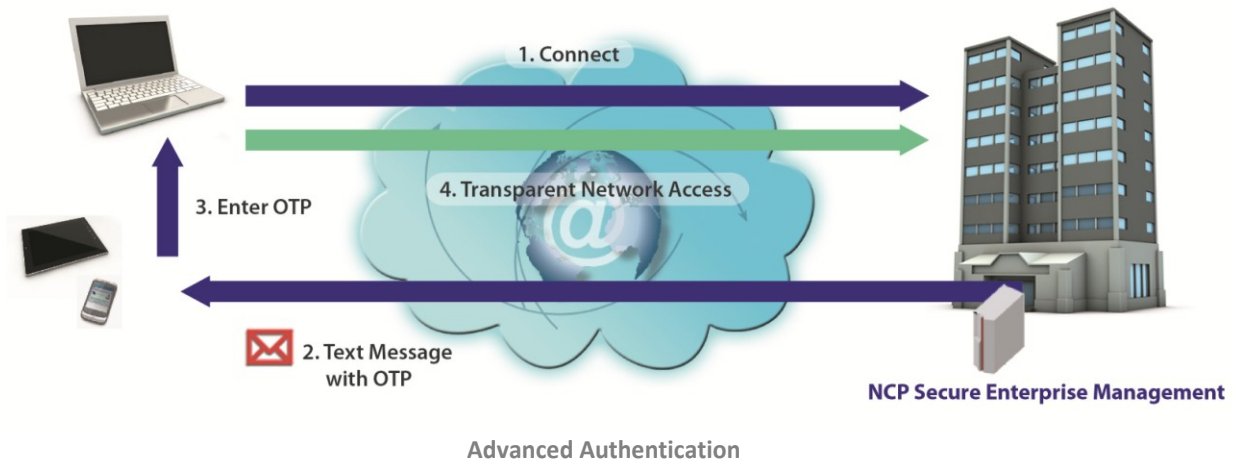 1. Connect
4. Transparent Network Access
@
3. Enter OTP
2. Text Message
with OTP
NCP Secure Enterprise Management
Advanced Authentication